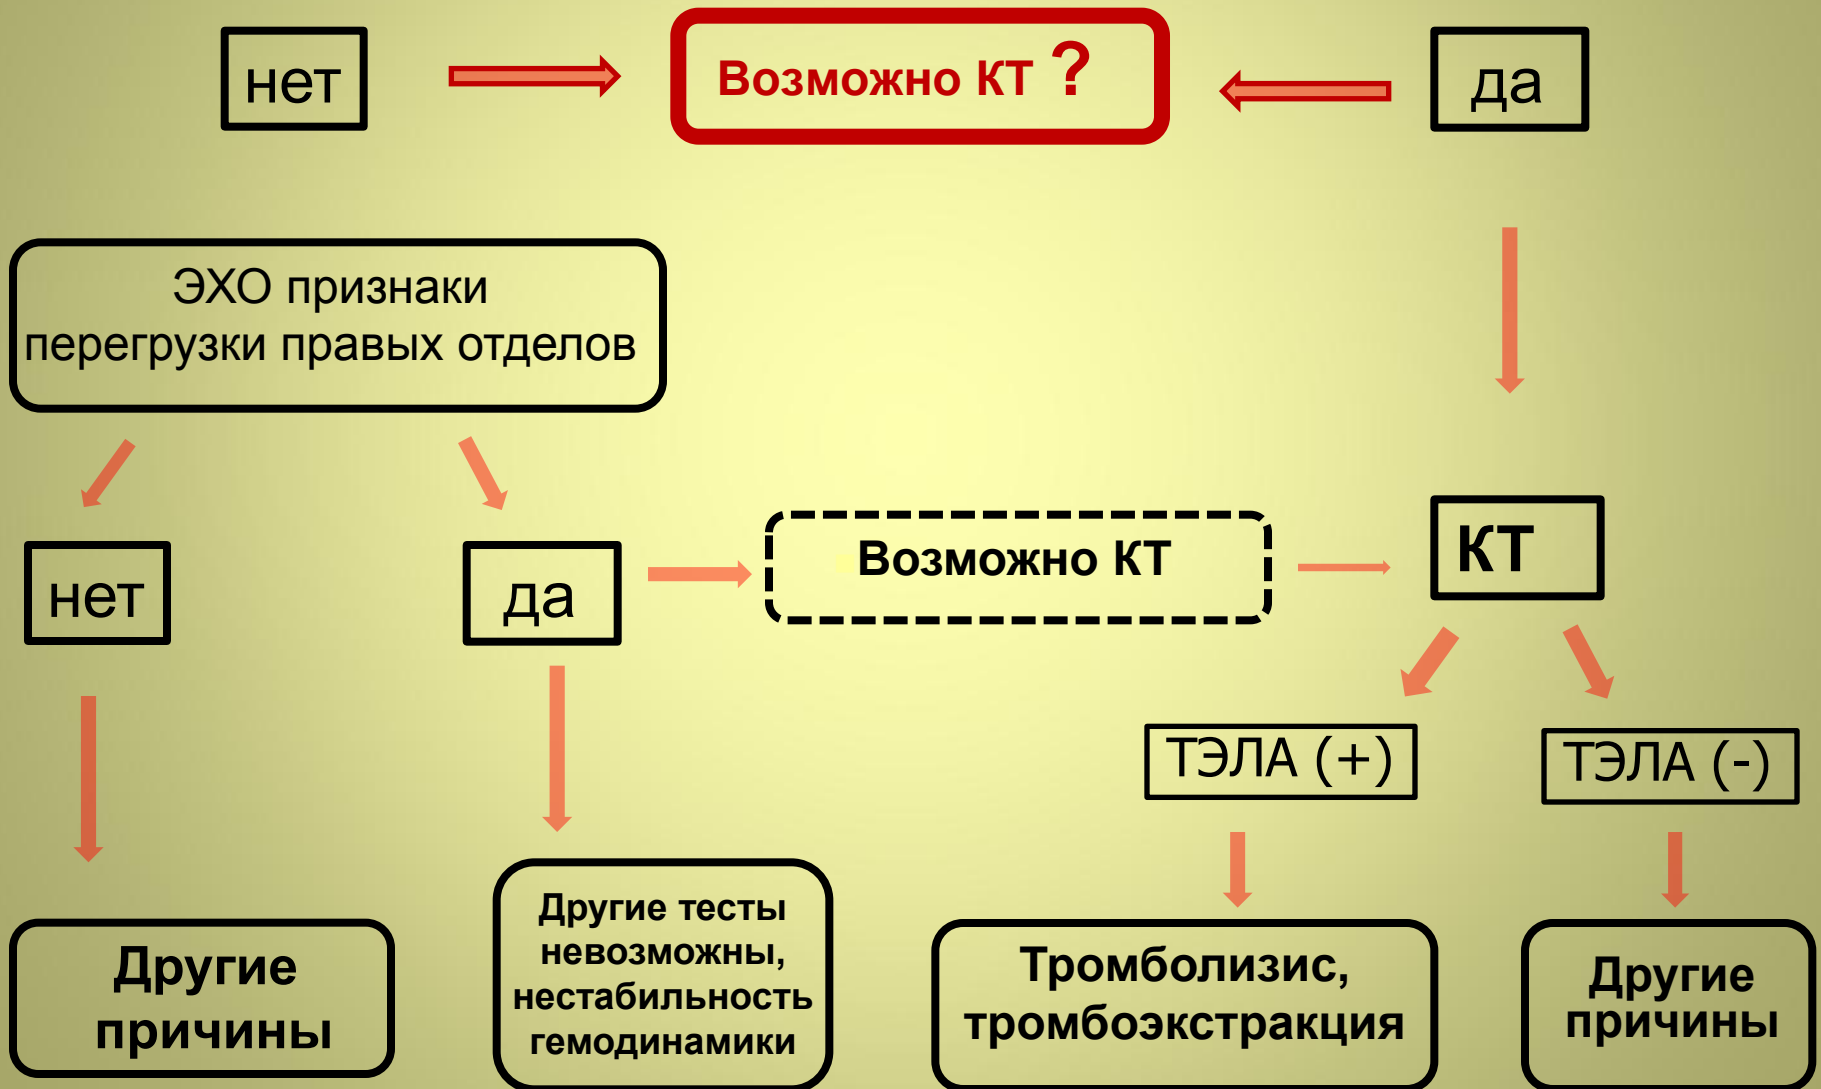 нет
Возможно КТ ?
да
ЭХО признаки
перегрузки правых отделов
нет
да
Возможно КТ
КТ
ТЭЛА (+)
ТЭЛА (-)
Другие
причины
Другие тесты
невозможны,
нестабильность
гемодинамики
Тромболизис,
тромбоэкстракция
Другие
причины